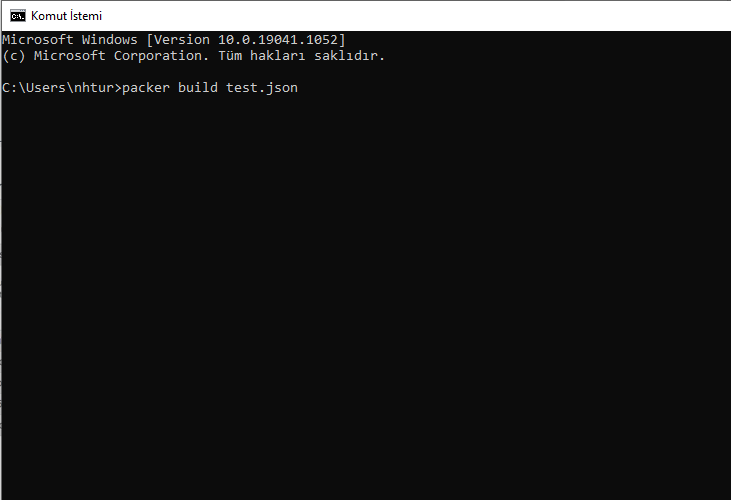 Komut İstemi
Microsoft Windows [Version 10.0.19041.1052]
(c) Microsoft Corporation. Tüm hakları saklıdır.
C:\Users\nhtur>packer build test.json